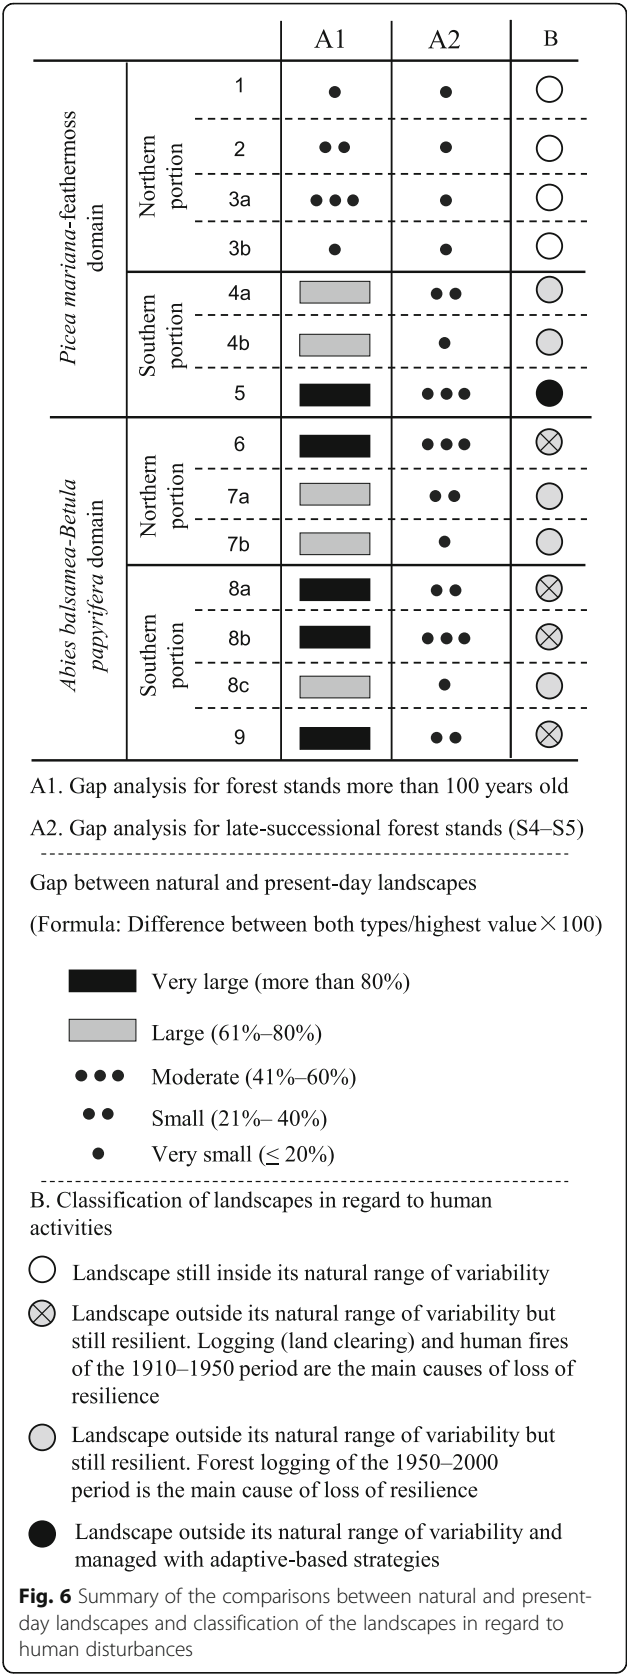 A1 A2 B
Picea mariana-feathermoss
domain
Northern
portion
1
2
3a
3b
Southern
portion
4a
4b
5
Abies balsamea-Betula
papyrifera domain
Northern
portion
6
7a
7b
Southern
portion
8a
8b
8c
9
A1. Gap analysis for forest stands more than 100 years old
A2. Gap analysis for late-successional forest stands (S4–S5)
Gap between natural and present-day landscapes
(Formula: Difference between both types/highest value×100)
Very large (more than 80%)
Large (61%–80%)
Moderate (41%–60%)
Small (21%– 40%)
Very small (≤ 20%)
B. Classification of landscapes in regard to human
activities
Landscape still inside its natural range of variability
Landscape outside its natural range of variability but
still resilient. Logging (land clearing) and human fires
of the 1910–1950 period are the main causes of loss of
resilience
Landscape outside its natural range of variability but
still resilient. Forest logging of the 1950–2000
period is the main cause of loss of resilience
Landscape outside its natural range of variability and
managed with adaptive-based strategies
Fig. 6 Summary of the comparisons between natural and present-
day landscapes and classification of the landscapes in regard to
human disturbances